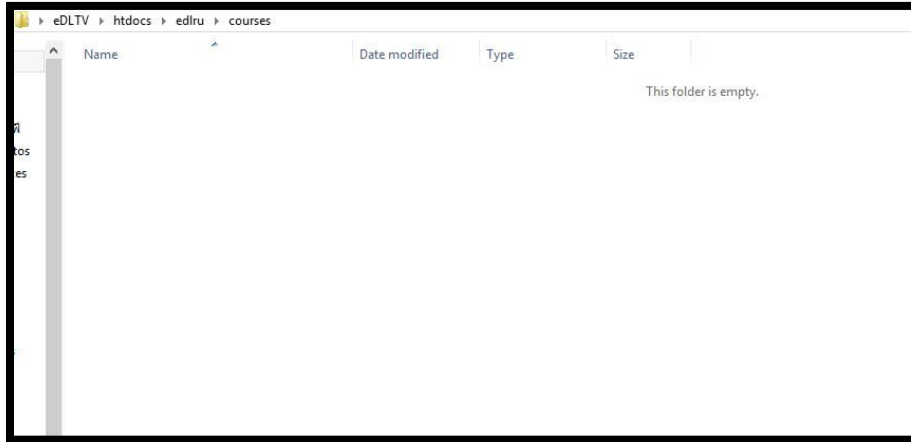 eDLTV htdocs edlru courses
Name Date modified Type Size
This folder is empty.
tos
es